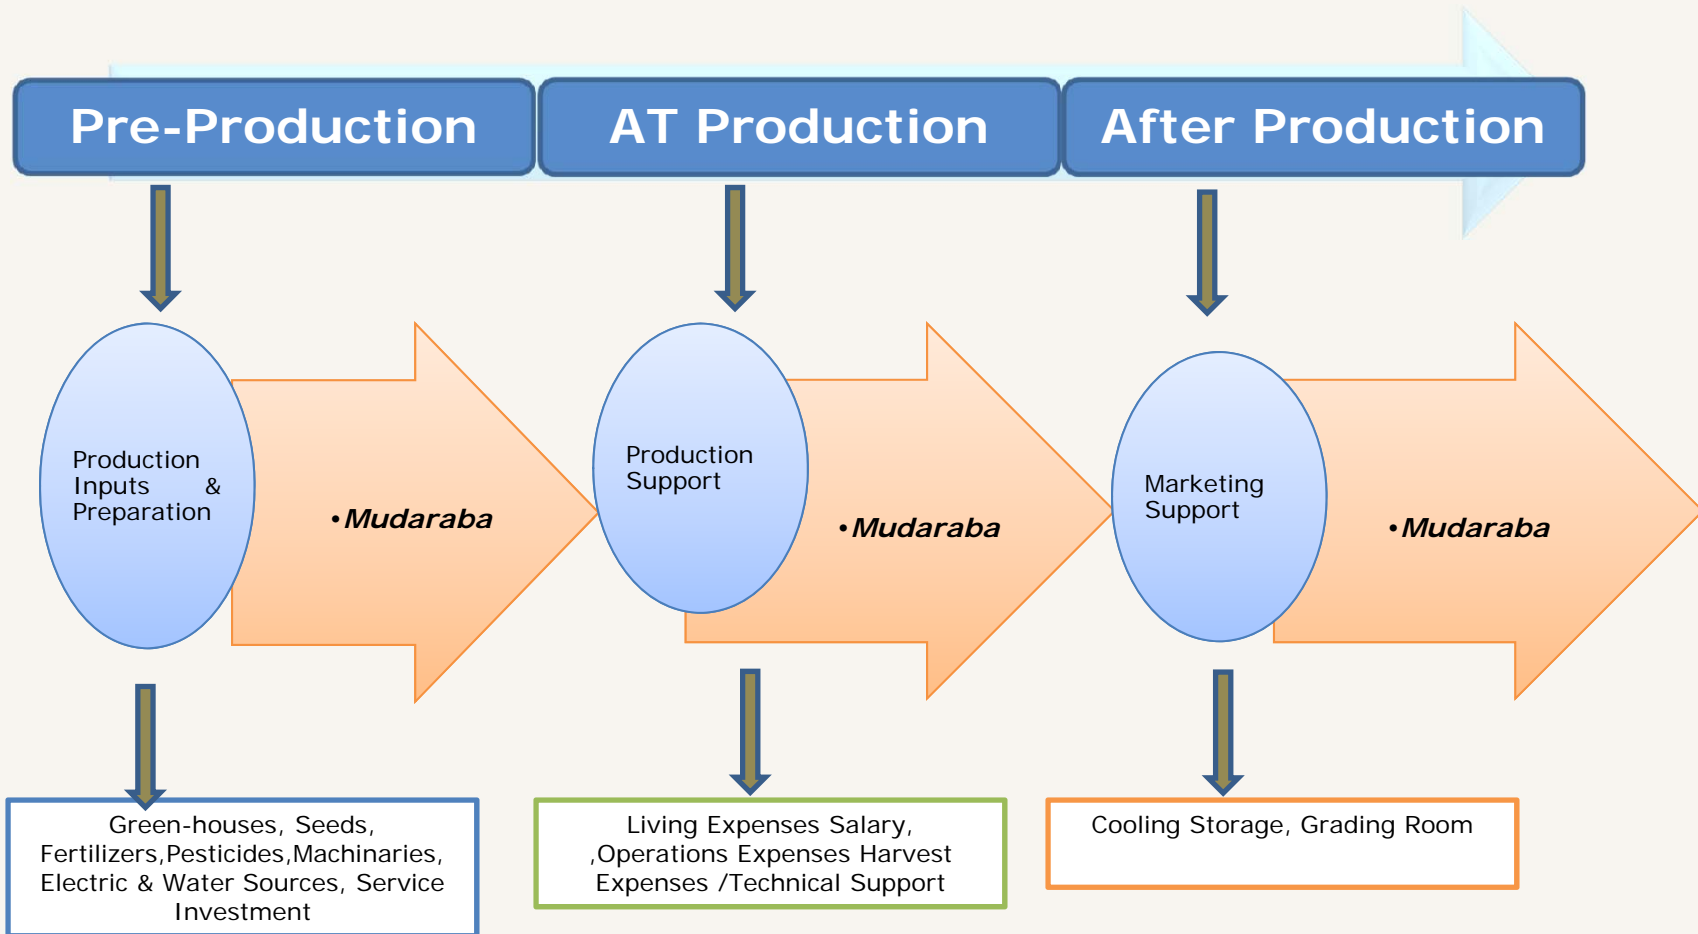 Pre-Production
AT Production
After Production
Production
Inputs &
Preparation
•Mudaraba
Production
Support
•Mudaraba
Marketing
Support
•Mudaraba
Green-houses, Seeds,
Fertilizers,Pesticides,Machinaries,
Electric & Water Sources, Service
Investment
Living Expenses Salary,
,Operations Expenses Harvest
Expenses /Technical Support
Cooling Storage, Grading Room